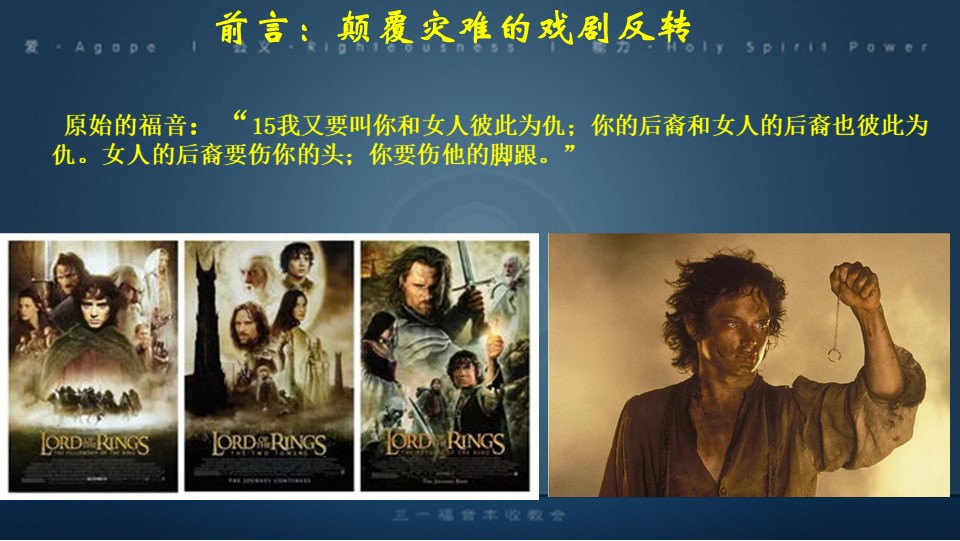 前言：颠覆灾难的戏剧反转
爱 - Agape | 公义 - Righteousness | 能力 - Holy Spirit Power
原始的福音：“15我又要叫你和女人彼此为仇；你的后裔和女人的后裔也彼此为
仇。女人的后裔要伤你的头；你要伤他的脚跟。”
LORD OF THE RINGS
THE FELLOWSHIP OF THE RING
LORD OF THE RINGS
THE TWO TOWERS
THE JOURNEY CONTINUES
LORD OF THE RINGS
THE RETURN OF THE KING
三一福音丰收教会